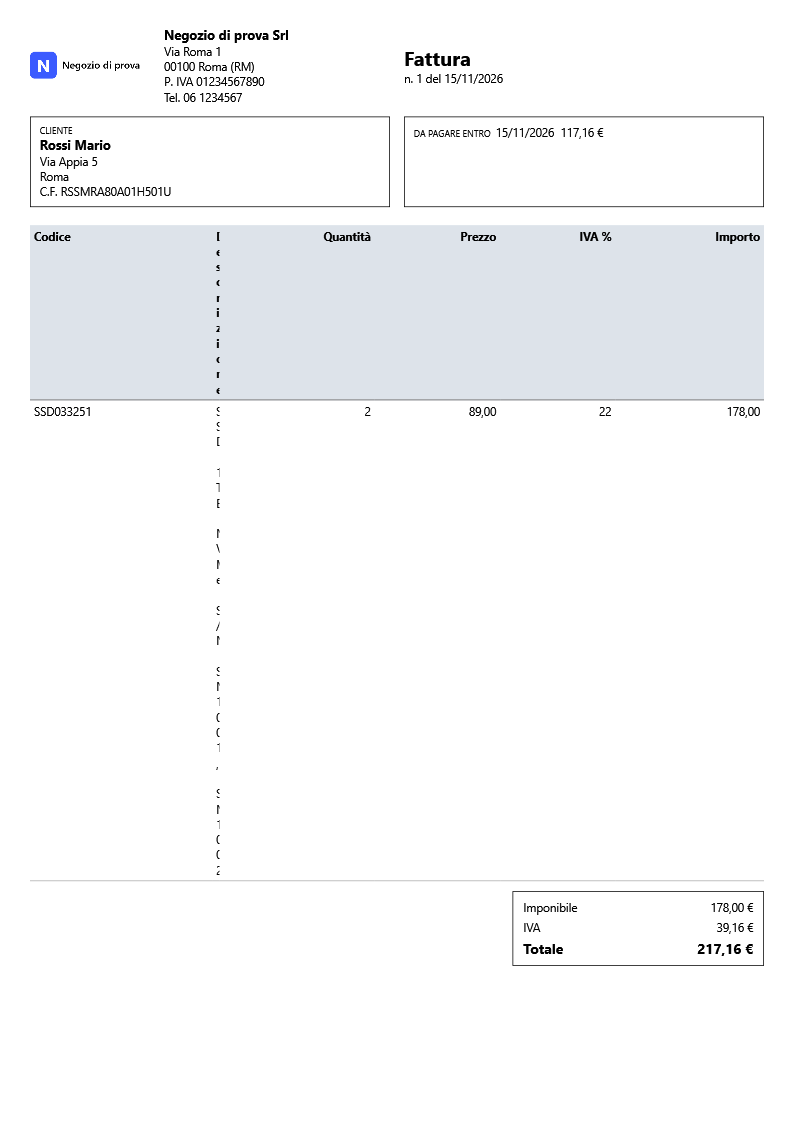 Negozio di prova Srl
Via Roma 1
00100 Roma (RM)
P. IVA 01234567890
Tel. 06 1234567
N Negozio di prova
Fattura
n. 1 del 15/11/2026
CLIENTE
Rossi Mario
Via Appia 5
Roma
C.F. RSSMRA80A01H501U
DA PAGARE ENTRO 15/11/2026 117,16 €
Codice Quantità Prezzo IVA % Importo
SSD033251 2 89,00 22 178,00
Imponibile 178,00 €
IVA 39,16 €
Totale 217,16 €